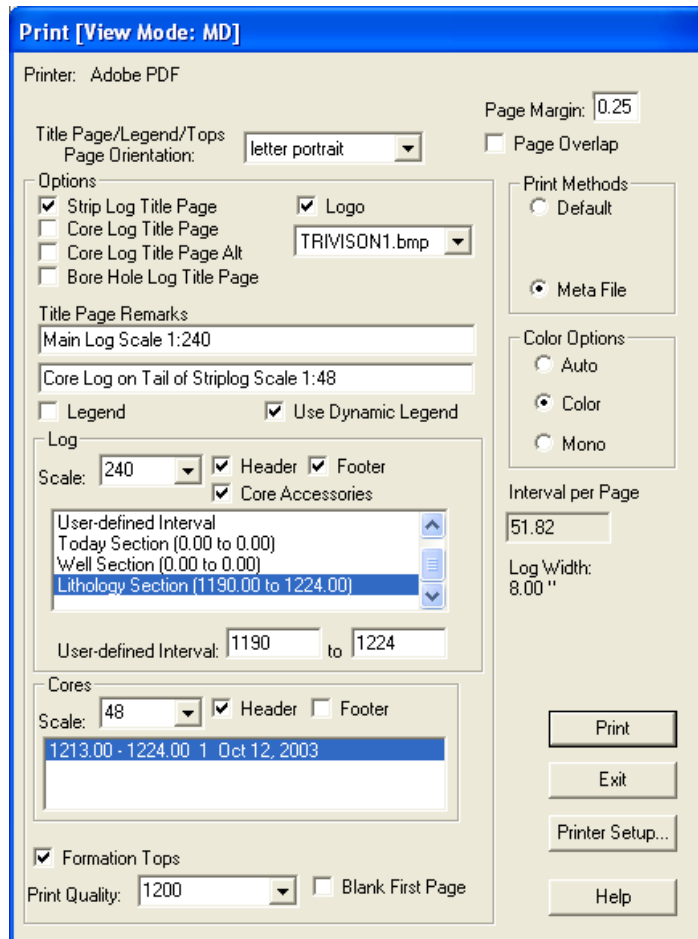 Print [View Mode: MD]
Printer: Adobe PDF
Page Margin: 0.25
Title Page/Legend/Tops
Page Orientation:
letter portrait
Page Overlap
Options
Strip Log Title Page
Core Log Title Page
Core Log Title Page Alt
Bore Hole Log Title Page
Logo
TRIVISON1.bmp
Print Methods
Default
Meta File
Title Page Remarks
Main Log Scale 1:240
Core Log on Tail of Striplog Scale 1:48
Legend
Use Dynamic Legend
Color Options
Auto
Color
Mono
Log
Scale: 240
Header
Footer
Core Accessories
User-defined Interval
Today Section (0.00 to 0.00)
Well Section (0.00 to 0.00)
Lithology Section (1190.00 to 1224.00)
User-defined Interval: 1190 to 1224
Interval per Page
51.82
Log Width:
8.00 "
Cores
Scale: 48
Header
Footer
1213.00 - 1224.00 1 Oct 12, 2003
Formation Tops
Print Quality: 1200
Blank First Page
Print
Exit
Printer Setup...
Help